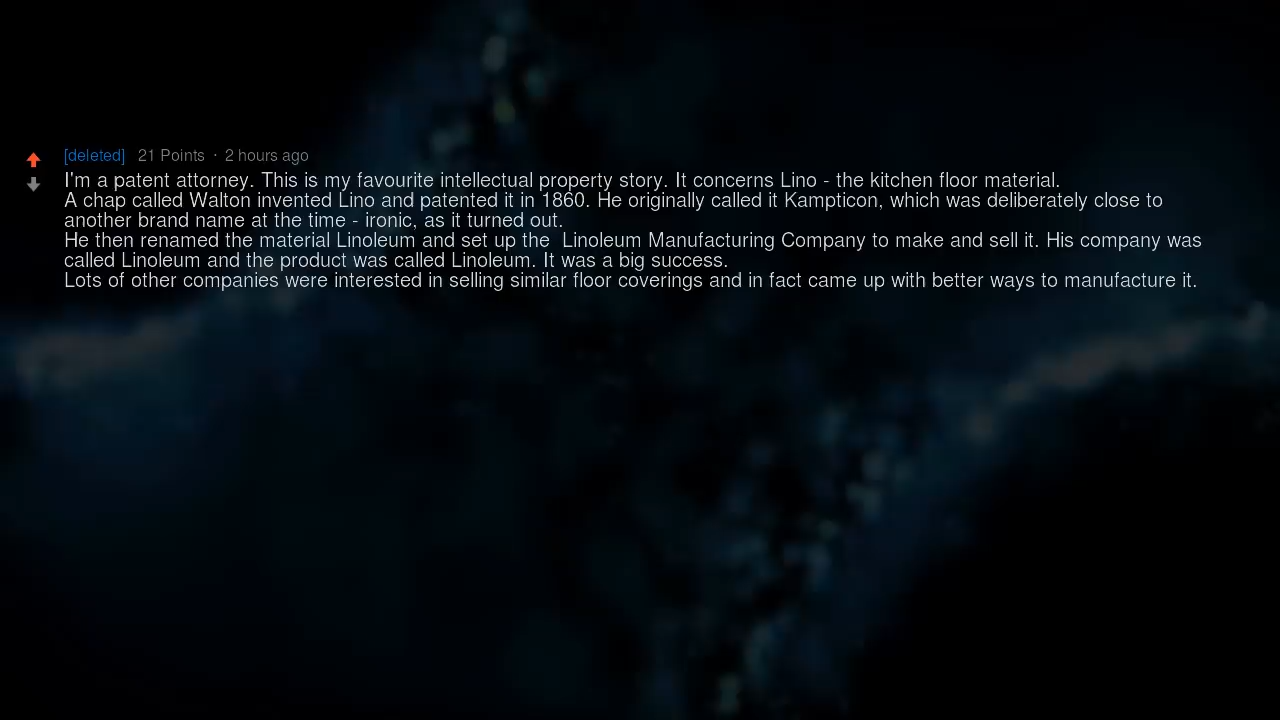 [deleted] 21 Points · 2 hours ago
I'm a patent attorney. This is my favourite intellectual property story. It concerns Lino - the kitchen floor material.
A chap called Walton invented Lino and patented it in 1860. He originally called it Kampticon, which was deliberately close to
another brand name at the time - ironic, as it turned out.
He then renamed the material Linoleum and set up the  Linoleum Manufacturing Company to make and sell it. His company was
called Linoleum and the product was called Linoleum. It was a big success.
Lots of other companies were interested in selling similar floor coverings and in fact came up with better ways to manufacture it.